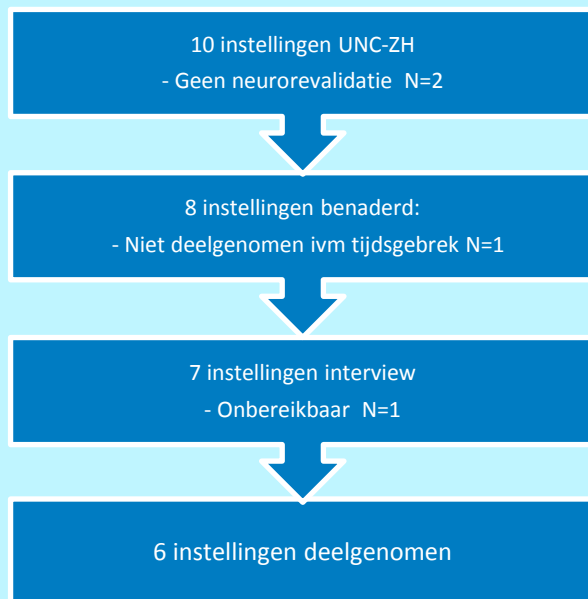 10 instellingen UNC-ZH
- Geen neurorevalidatie N=2
8 instellingen benaderd:
- Niet deelgenomen ivm tijdsgebrek N=1
7 instellingen interview
- Onbereikbaar N=1
6 instellingen deelgenomen